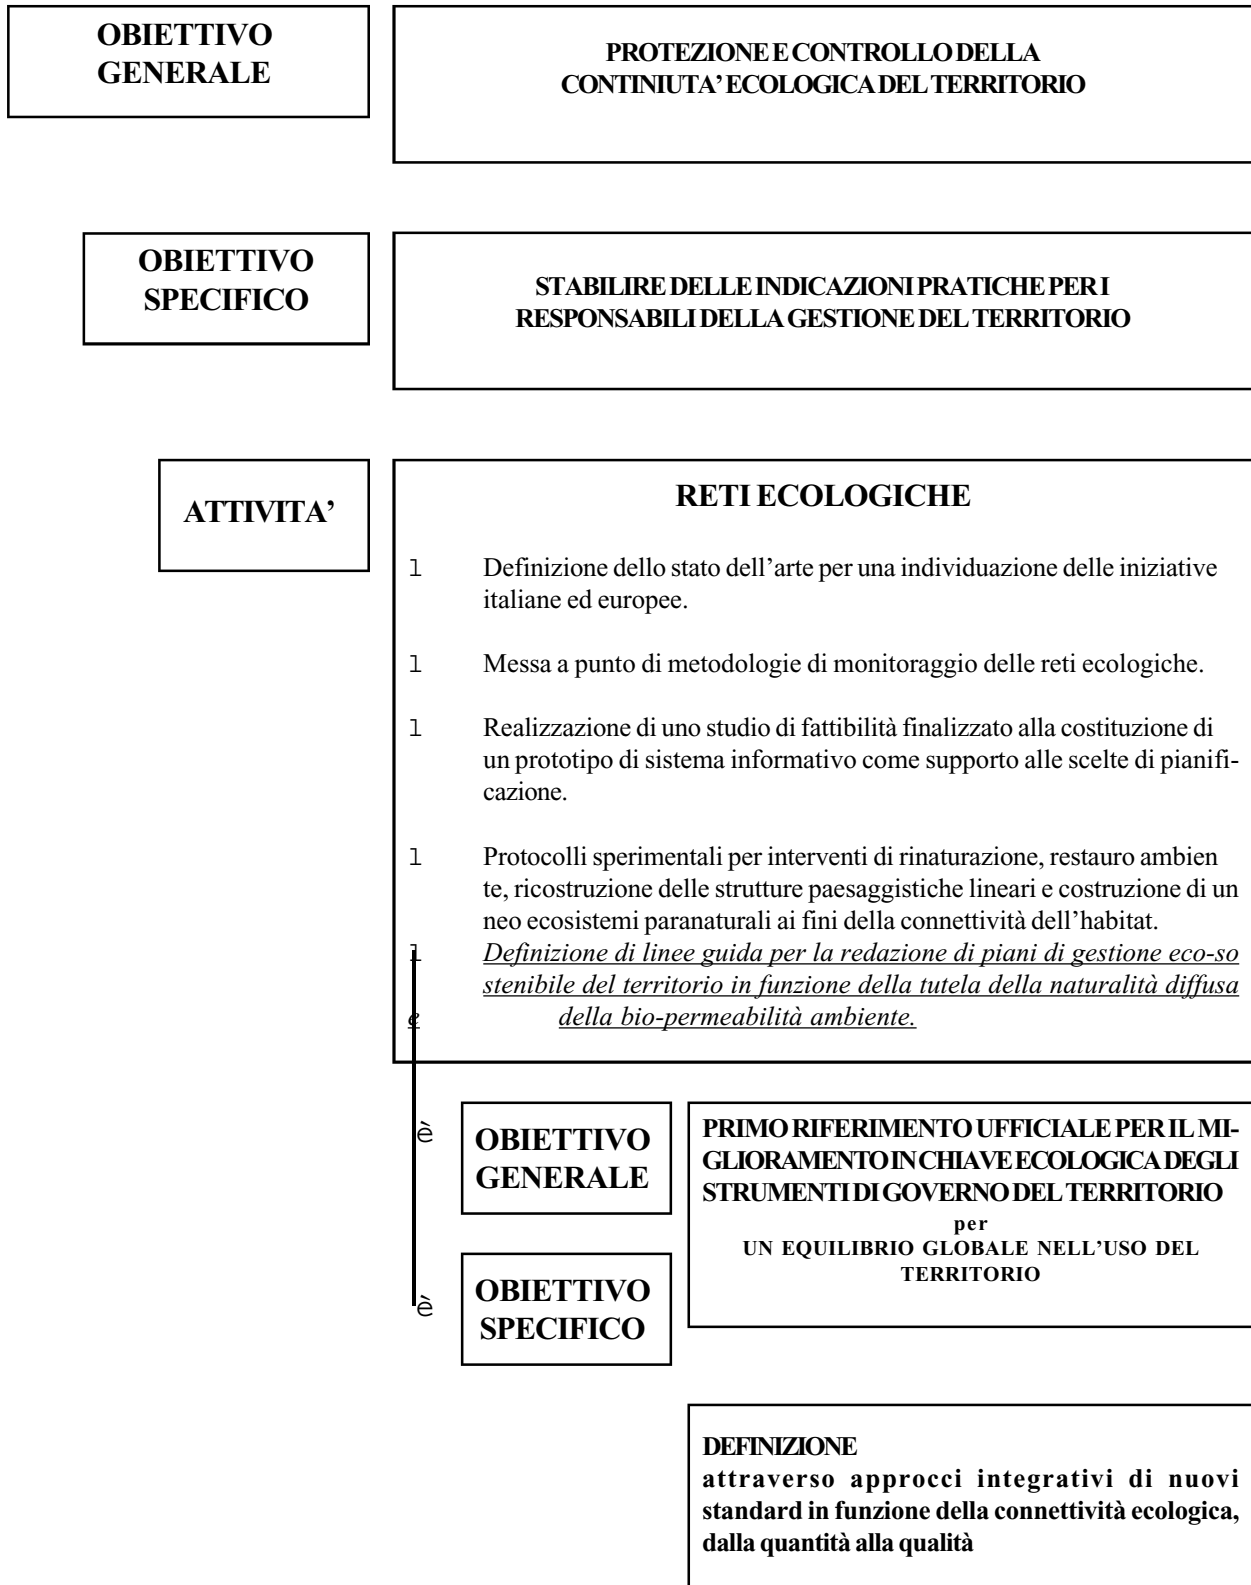 OBIETTIVO
GENERALE
PROTEZIONE E CONTROLLO DELLA
CONTINIUTA’ ECOLOGICA DEL TERRITORIO
OBIETTIVO
SPECIFICO
STABILIRE DELLE INDICAZIONI PRATICHE PER I
RESPONSABILI DELLA GESTIONE DEL TERRITORIO
ATTIVITA’
RETI ECOLOGICHE
l Definizione dello stato dell’arte per una individuazione delle iniziative
italiane ed europee.
l Messa a punto di metodologie di monitoraggio delle reti ecologiche.
l Realizzazione di uno studio di fattibilità finalizzato alla costituzione di
un prototipo di sistema informativo come supporto alle scelte di pianifi-
cazione.
l Protocolli sperimentali per interventi di rinaturazione, restauro ambien
te, ricostruzione delle strutture paesaggistiche lineari e costruzione di un
neo ecosistemi paranaturali ai fini della connettività dell’habitat.
l Definizione di linee guida per la redazione di piani di gestione eco-so
stenibile del territorio in funzione della tutela della naturalità diffusa
e della bio-permeabilità ambiente.
OBIETTIVO
GENERALE
PRIMO RIFERIMENTO UFFICIALE PER IL MI-
GLIORAMENTO IN CHIAVE ECOLOGICA DEGLI
STRUMENTI DI GOVERNO DEL TERRITORIO
per
UN EQUILIBRIO GLOBALE NELL’USO DEL
TERRITORIO
OBIETTIVO
SPECIFICO
DEFINIZIONE
attraverso approcci integrativi di nuovi
standard in funzione della connettività ecologica,
dalla quantità alla qualità